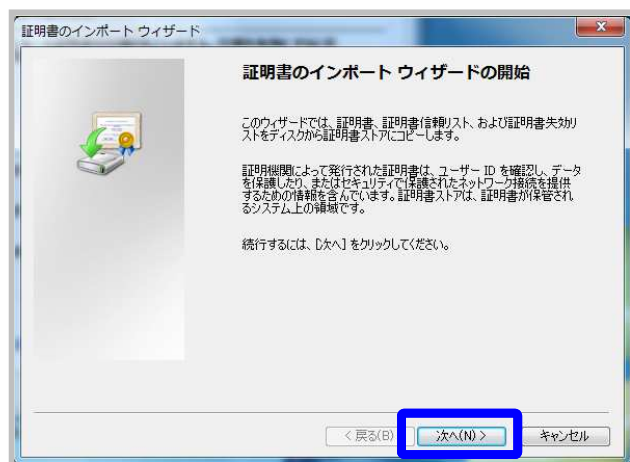 証明書のインポート ウィザード
証明書のインポート ウィザードの開始
このウィザードでは、証明書、証明書信頼リスト、および証明書失効リ
ストをディスクから証明書ストアにコピーします。
証明機関によって発行された証明書は、ユーザー ID を確認し、データ
を保護したり、またはセキュリティで保護されたネットワーク接続を提供
するための情報を含んでいます。証明書ストアは、証明書が保管され
るシステム上の領域です。
続行するには、[次へ] をクリックしてください。
< 戻る(B)
次へ(N) >
キャンセル